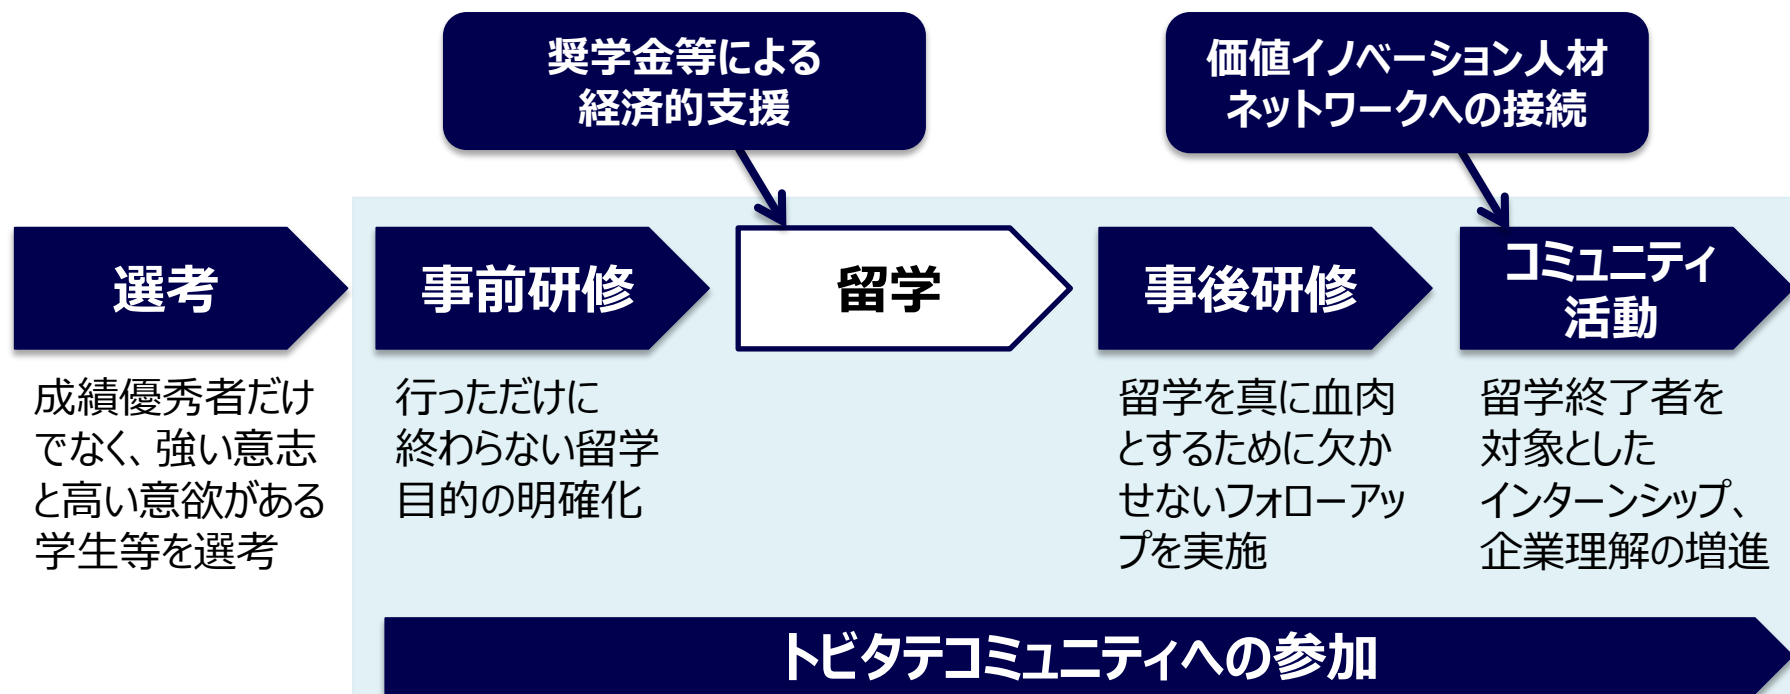 奨学金等による
経済的支援
価値イノベーション人材
ネットワークへの接続
選考
事前研修
留学
事後研修
コミュニティ
活動
成績優秀者だけ
でなく、強い意志
と高い意欲がある
学生等を選考
行っただけに
終わらない留学
目的の明確化
留学を真に血肉
とするために欠か
せないフォローアッ
プを実施
留学終了者を
対象とした
インターンシップ、
企業理解の増進
トビタテコミュニティへの参加